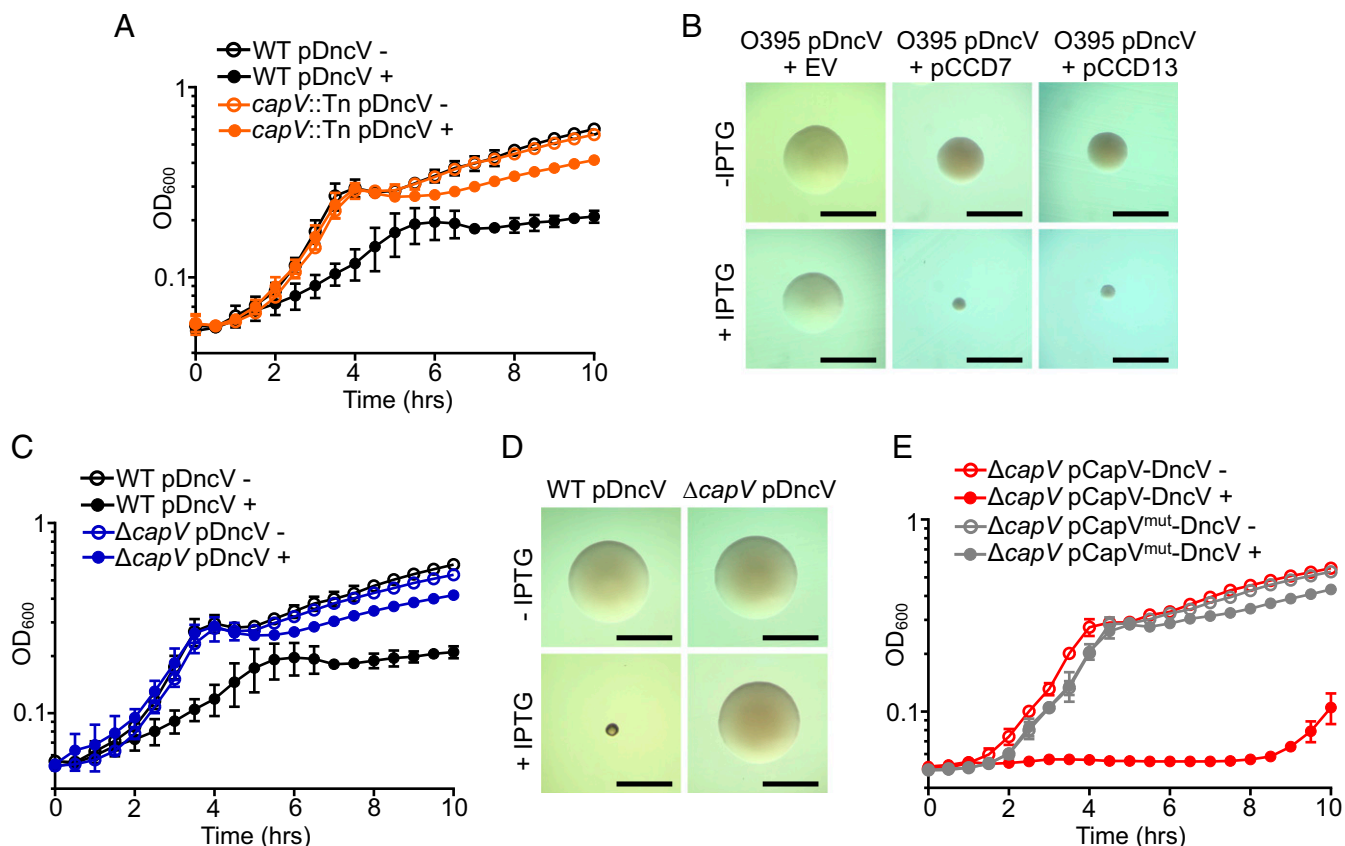 A
WT pDncV -
WT pDncV +
capV::Tn pDncV -
capV::Tn pDncV +
1
0.1
OD600
0 2 4 6 8 10
Time (hrs)
B
O395 pDncV + EV
O395 pDncV + pCCD7
O395 pDncV + pCCD13
-IPTG
+ IPTG
C
WT pDncV -
WT pDncV +
ΔcapV pDncV -
ΔcapV pDncV +
1
0.1
OD600
0 2 4 6 8 10
Time (hrs)
D
WT pDncV
ΔcapV pDncV
- IPTG
+ IPTG
E
ΔcapV pCapV-DncV -
ΔcapV pCapV-DncV +
ΔcapV pCapVmut-DncV -
ΔcapV pCapVmut-DncV +
1
0.1
OD600
0 2 4 6 8 10
Time (hrs)